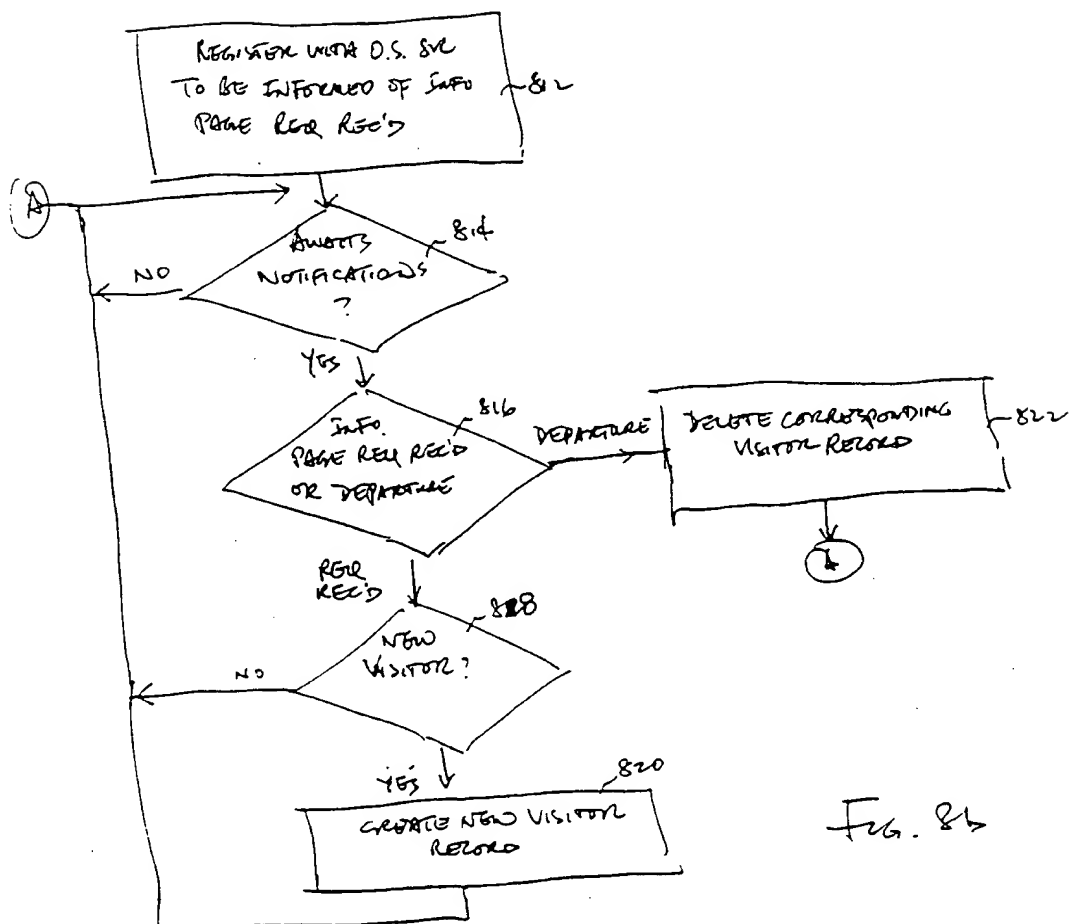 REGISTER WITH O.S. SVR
TO BE INFORMED OF INFO
PAGE REQ REC'D
812
A
AWAITS
NOTIFICATIONS
?
814
NO
YES
INFO.
PAGE REQ REC'D
OR DEPARTURE
816
DEPARTURE
DELETE CORRESPONDING
VISITOR RECORD
822
A
REQ
REC'D
NEW
VISITOR?
NO
YES
820
CREATE NEW VISITOR
RECORD
FIG. 8b